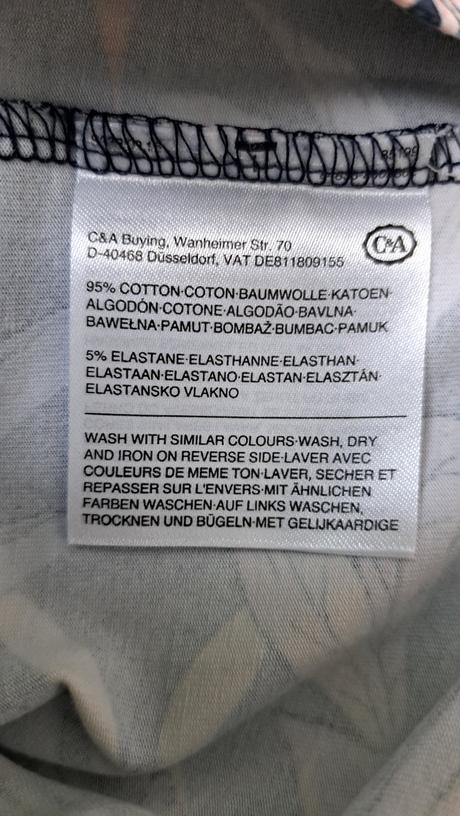 C&A Buying, Wanheimer Str. 70
D-40468 Düsseldorf, VAT DE811809155
C&A
95% COTTON·COTON·BAUMWOLLE·KATOEN·
ALGODÓN·COTONE·ALGODÃO·BAVLNA·
BAWEŁNA·PAMUT·BOMBAŽ·BUMBAC·PAMUK
5% ELASTANE·ELASTHANNE·ELASTHAN·
ELASTAAN·ELASTANO·ELASTAN·ELASZTÁN·
ELASTANSKO VLAKNO
WASH WITH SIMILAR COLOURS·WASH, DRY
AND IRON ON REVERSE SIDE·LAVER AVEC
COULEURS DE MEME TON·LAVER, SECHER ET
REPASSER SUR L'ENVERS·MIT ÄHNLICHEN
FARBEN WASCHEN·AUF LINKS WASCHEN,
TROCKNEN UND BÜGELN·MET GELIJKAARDIGE